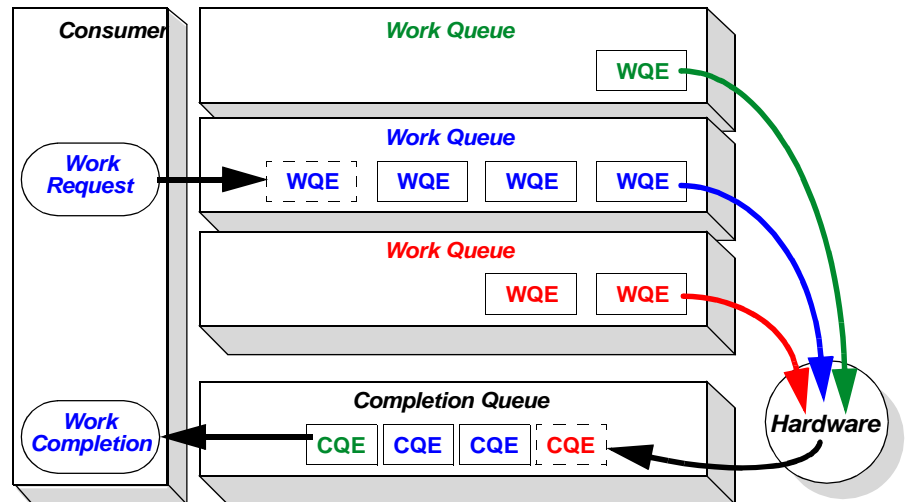 Consumer
Work Queue
WQE
Work Queue
Work
Request
WQE WQE WQE WQE
Work Queue
WQE WQE
Completion Queue
Work
Completion
CQE CQE CQE CQE
Hardware